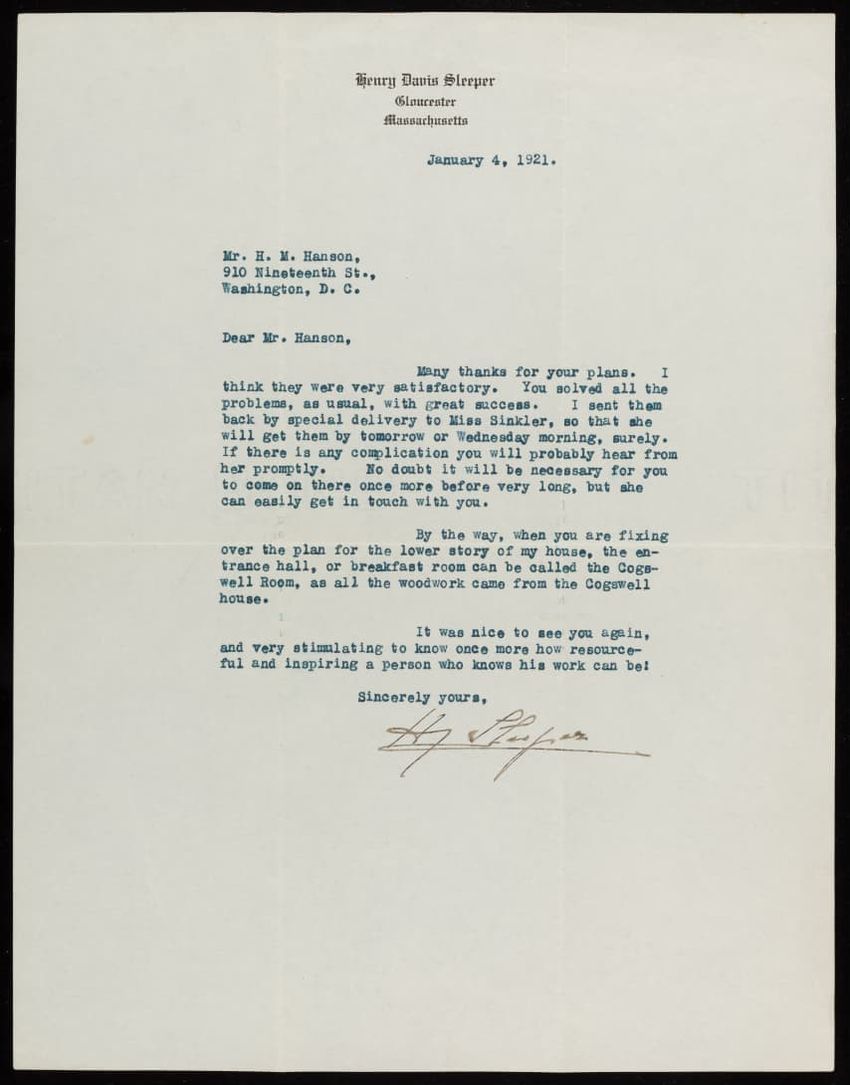 Henry Davis Sleeper
Gloucester
Massachusetts
January 4, 1921.
Mr. H. M. Hanson,
910 Nineteenth St.,
Washington, D. C.
Dear Mr. Hanson,
Many thanks for your plans. I
think they were very satisfactory. You solved all the
problems, as usual, with great success. I sent them
back by special delivery to Miss Sinkler, so that she
will get them by tomorrow or Wednesday morning, surely.
If there is any complication you will probably hear from
her promptly. No doubt it will be necessary for you
to come on there once more before very long, but she
can easily get in touch with you.
By the way, when you are fixing
over the plan for the lower story of my house, the en-
trance hall, or breakfast room can be called the Cogs-
well Room, as all the woodwork came from the Cogswell
house.
It was nice to see you again,
and very stimulating to know once more how resource-
ful and inspiring a person who knows his work can be!
Sincerely yours,
Hy Sleeper